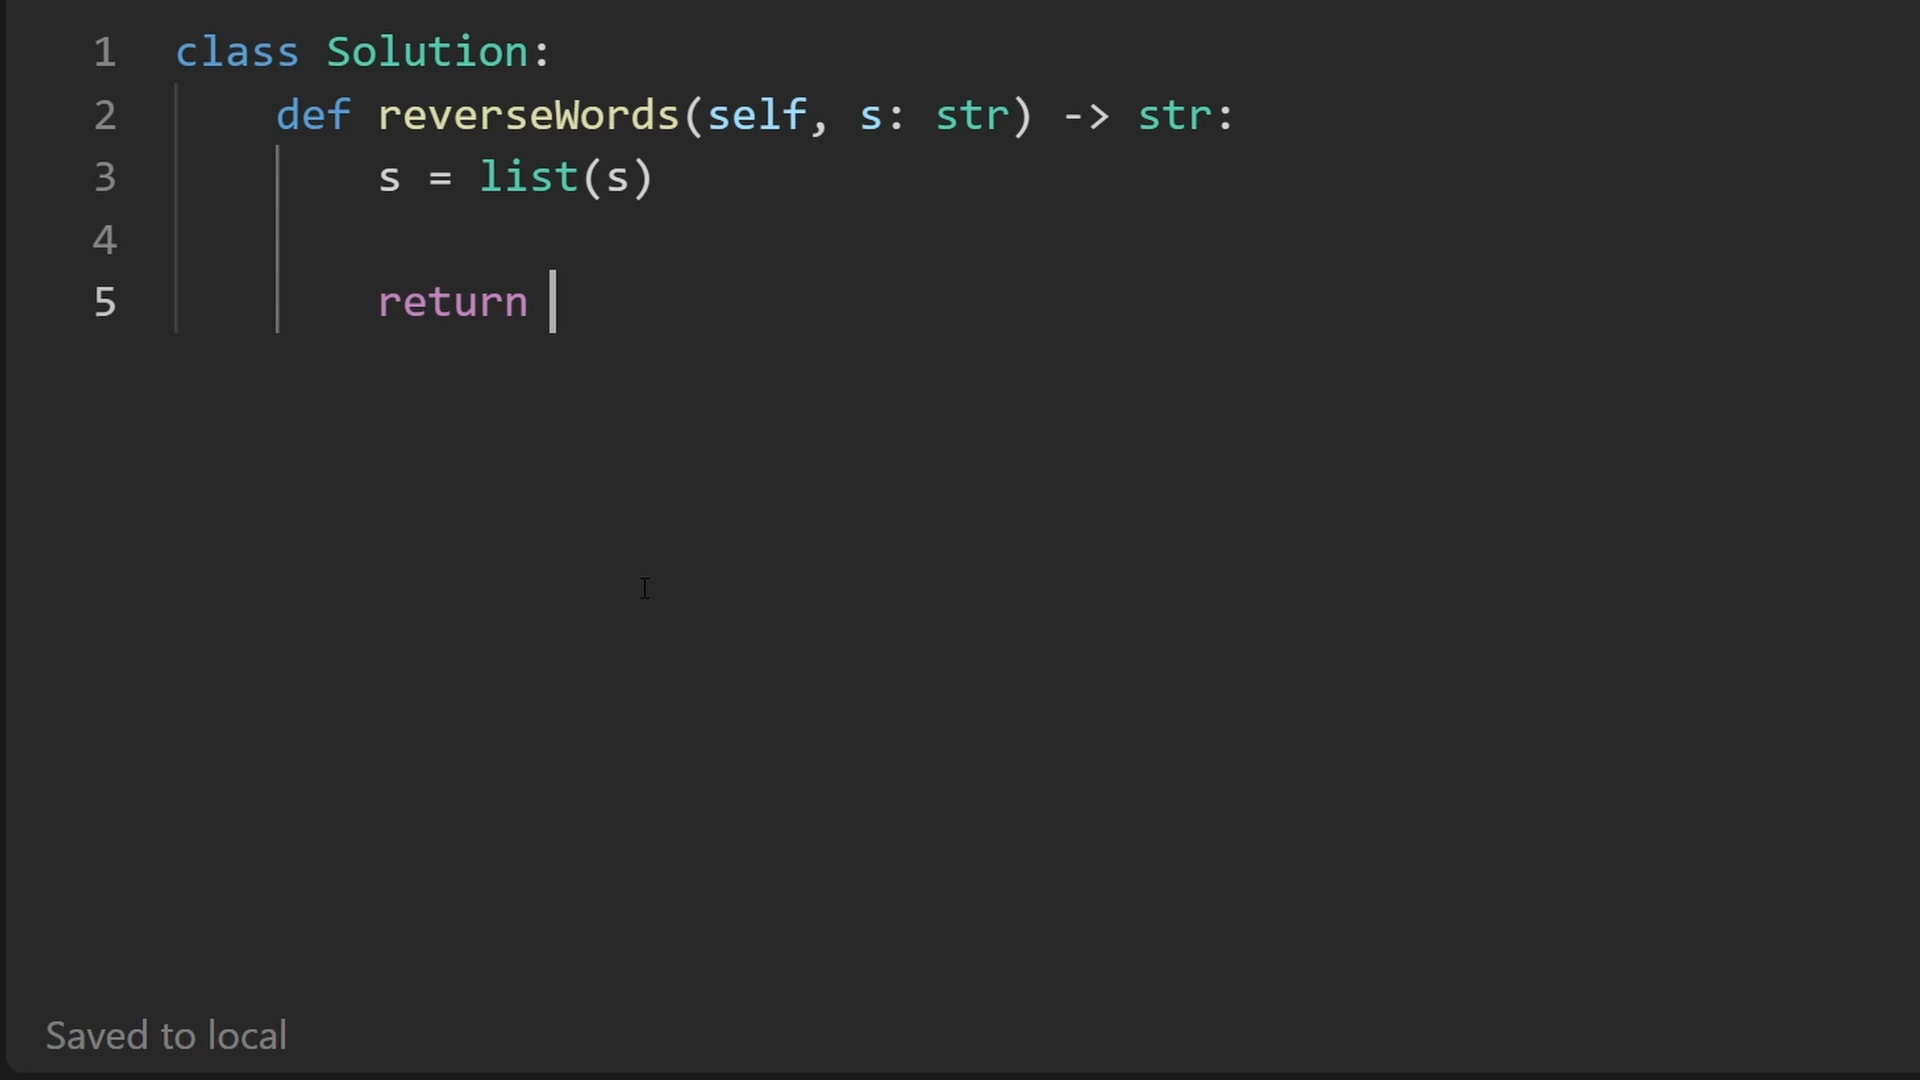 1 class Solution:
2     def reverseWords(self, s: str) -> str:
3         s = list(s)
4
5         return
Saved to local